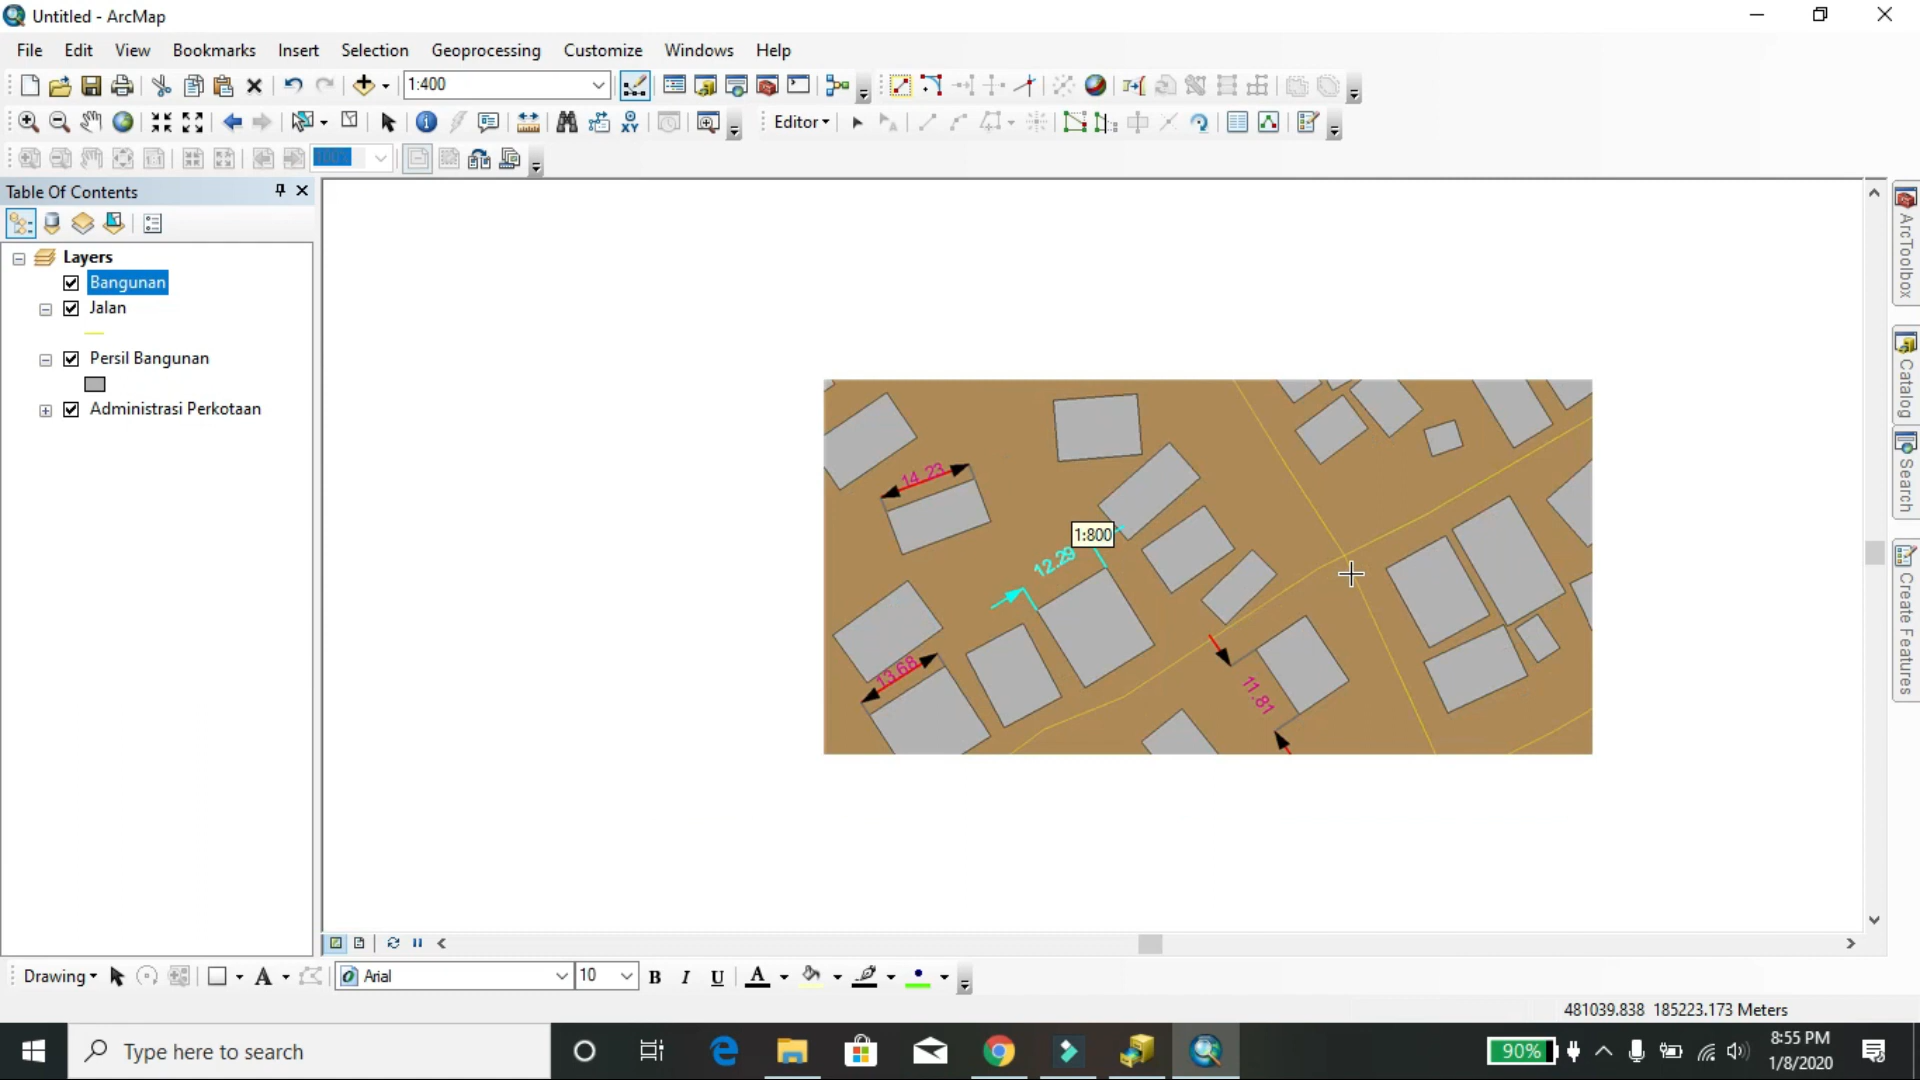 Untitled - ArcMap
File Edit View Bookmarks Insert Selection Geoprocessing Customize Windows Help
1:400
Editor
100%
Table Of Contents
Layers
Bangunan
Jalan
Persil Bangunan
Administrasi Perkotaan
14.23
1:800
12.29
13.68
11.81
ArcToolbox
Catalog
Search
Create Features
Drawing A Arial 10 B I U A
481039.838 185223.173 Meters
Type here to search
90%
8:55 PM
1/8/2020